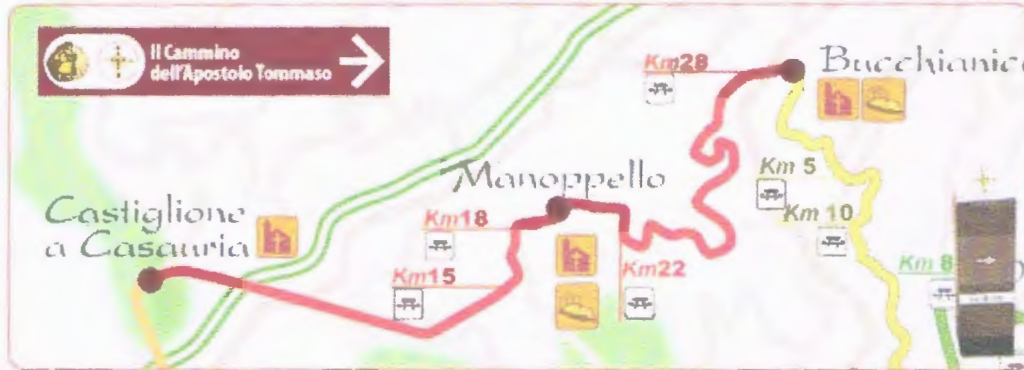 Il Cammino
dell'Apostolo Tommaso
Km28
Bucchianico
Km 5
Manoppello
Km 10
Castiglione
a Casauria
Km18
Km15
Km22
Km 8